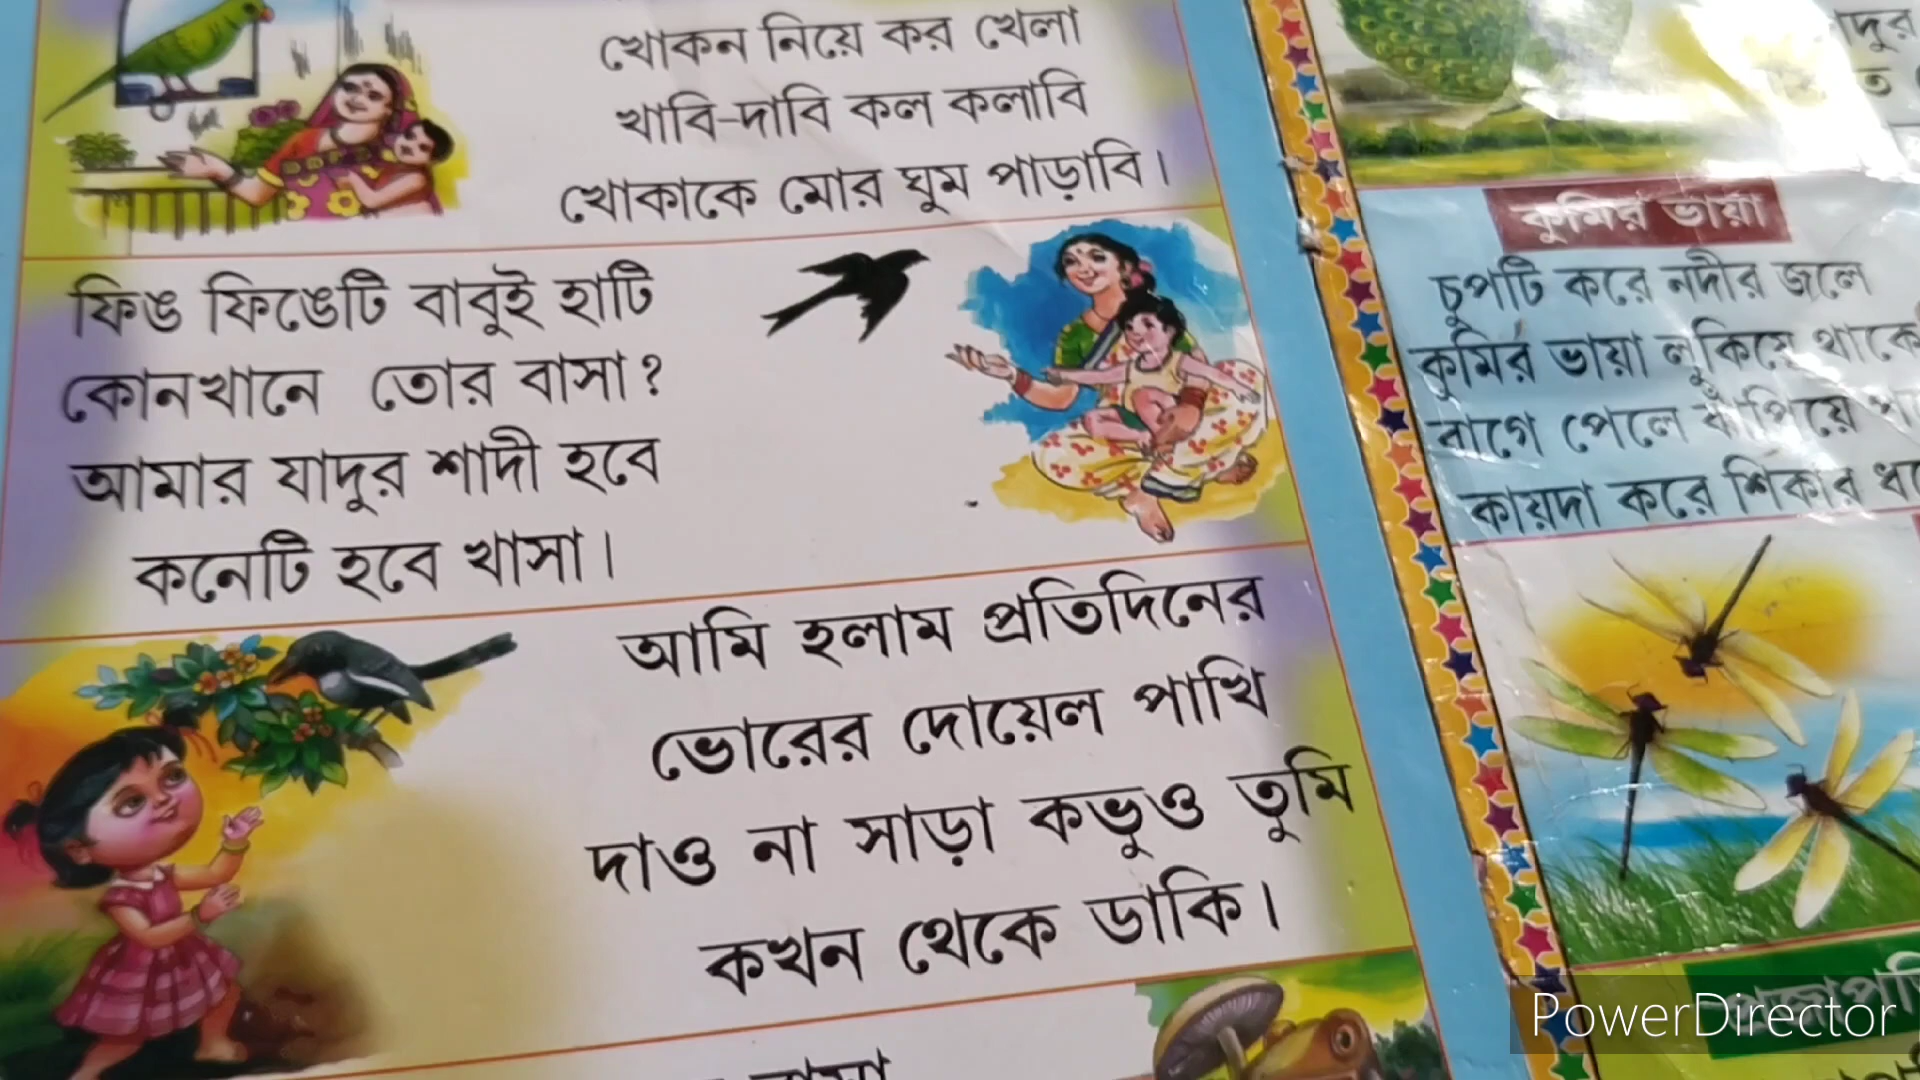 খোকন নিয়ে কর খেলা
খাবি-দাবি কল কলাবি
খোকাকে মোর ঘুম পাড়াবি।
ফিঙ ফিঙেটি বাবুই হাটি
কোনখানে তোর বাসা?
আমার যাদুর শাদী হবে
কনেটি হবে খাসা।
আমি হলাম প্রতিদিনের
ভোরের দোয়েল পাখি
দাও না সাড়া কভুও তুমি
কখন থেকে ডাকি।
কুমির ভায়া
চুপটি করে নদীর জলে
কুমির ভায়া লুকিয়ে থাকে
বাগে পেলে ঝাঁপিয়ে
কায়দা করে শিকার
PowerDirector